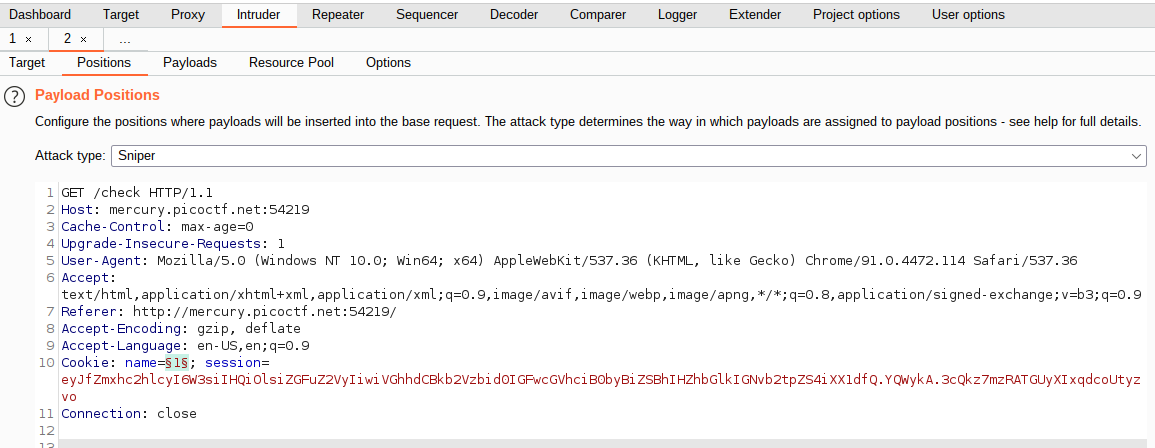 Dashboard Target Proxy Intruder Repeater Sequencer Decoder Comparer Logger Extender Project options User options
1 × 2 × ...
Target Positions Payloads Resource Pool Options
? Payload Positions
Configure the positions where payloads will be inserted into the base request. The attack type determines the way in which payloads are assigned to payload positions - see help for full details.
Attack type: Sniper
1 GET /check HTTP/1.1
2 Host: mercury.picoctf.net:54219
3 Cache-Control: max-age=0
4 Upgrade-Insecure-Requests: 1
5 User-Agent: Mozilla/5.0 (Windows NT 10.0; Win64; x64) AppleWebKit/537.36 (KHTML, like Gecko) Chrome/91.0.4472.114 Safari/537.36
6 Accept:
text/html,application/xhtml+xml,application/xml;q=0.9,image/avif,image/webp,image/apng,*/*;q=0.8,application/signed-exchange;v=b3;q=0.9
7 Referer: http://mercury.picoctf.net:54219/
8 Accept-Encoding: gzip, deflate
9 Accept-Language: en-US,en;q=0.9
10 Cookie: name=§1§; session=
eyJfZmxhc2hlcyI6W3siIHQiOlsiZGFuZ2VyIiwiVGhhdCBkb2Vzbid0IGFwcGVhciB0byBiZSBhIHZhbGlkIGNvb2tpZS4iXX1dfQ.YQWykA.3cQkz7mzRATGUyXIxqdcoUtyz
vo
11 Connection: close
12
13